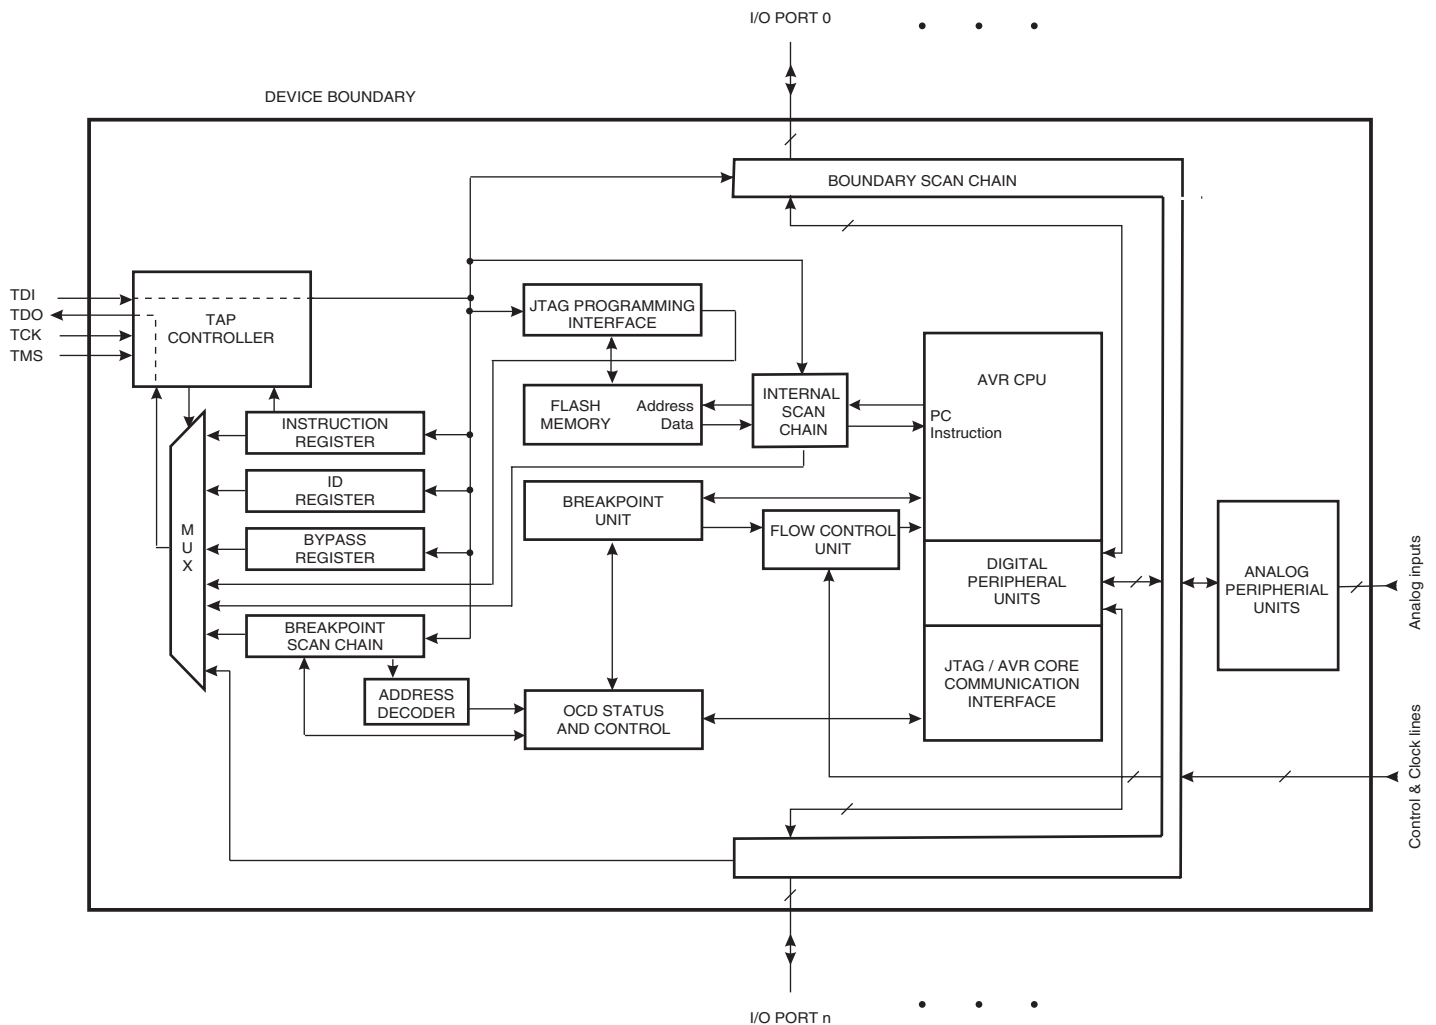 I/O PORT 0
DEVICE BOUNDARY
BOUNDARY SCAN CHAIN
TDI
TDO
TCK
TMS
TAP
CONTROLLER
JTAG PROGRAMMING
INTERFACE
AVR CPU
FLASH
MEMORY
Address
Data
INTERNAL
SCAN
CHAIN
PC
Instruction
INSTRUCTION
REGISTER
ID
REGISTER
BYPASS
REGISTER
M
U
X
BREAKPOINT
UNIT
FLOW CONTROL
UNIT
DIGITAL
PERIPHERAL
UNITS
ANALOG
PERIPHERIAL
UNITS
Analog inputs
BREAKPOINT
SCAN CHAIN
ADDRESS
DECODER
OCD STATUS
AND CONTROL
JTAG / AVR CORE
COMMUNICATION
INTERFACE
Control & Clock lines
I/O PORT n